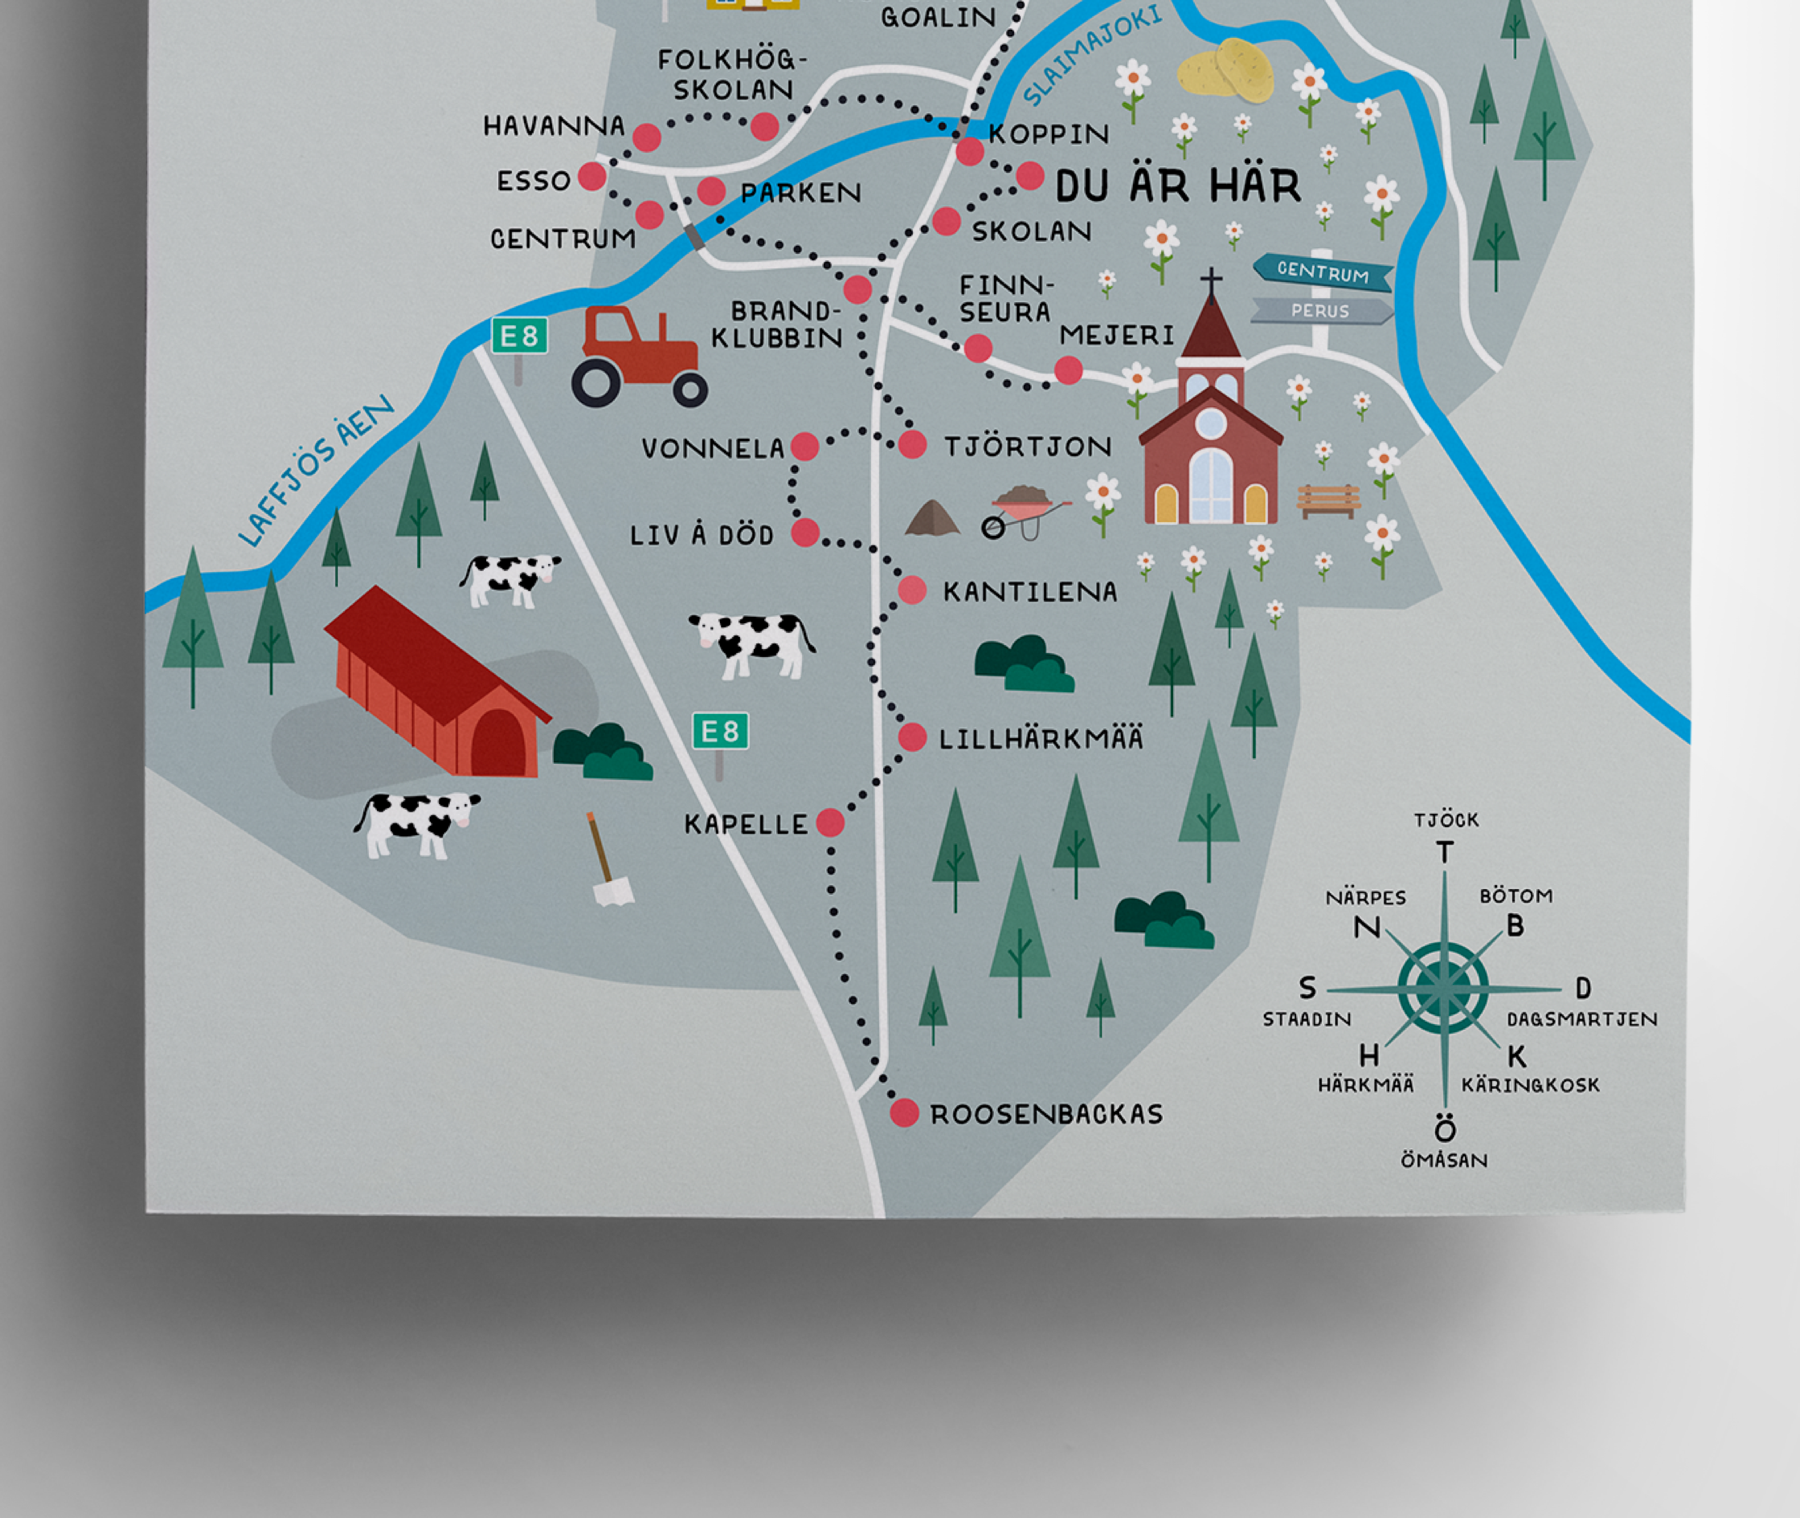 GOALIN
SLAIMAJOKI
FOLKHÖG-
SKOLAN
HAVANNA
KOPPIN
ESSO
PARKEN
DU ÄR HÄR
CENTRUM
SKOLAN
CENTRUM
PERUS
FINN-
SEURA
BRAND-
KLUBBIN
MEJERI
E8
LAFFJÖS ÅEN
VONNELA
TJÖRTJON
LIV Å DÖD
KANTILENA
LILLHÄRKMÄÄ
E8
KAPELLE
ROOSENBACKAS
TJÖCK
T
NÄRPES
N
BÖTOM
B
S
STAADIN
D
DAGSMARTJEN
H
HÄRKMÄÄ
K
KÄRINGKOSK
Ö
ÖMÅSAN